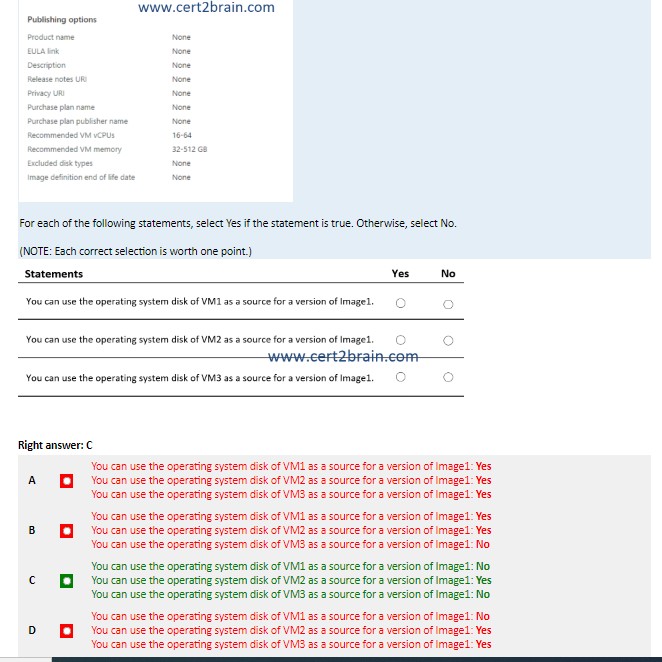 www.cert2brain.com
Publishing options
Product name None
EULA link None
Description None
Release notes URI None
Privacy URI None
Purchase plan name None
Purchase plan publisher name None
Recommended VM vCPUs 16-64
Recommended VM memory 32-512 GB
Excluded disk types None
Image definition end of life date None
For each of the following statements, select Yes if the statement is true. Otherwise, select No.
(NOTE: Each correct selection is worth one point.)
Statements Yes No
You can use the operating system disk of VM1 as a source for a version of Image1.
You can use the operating system disk of VM2 as a source for a version of Image1.
www.cert2brain.com
You can use the operating system disk of VM3 as a source for a version of Image1.
Right answer: C
You can use the operating system disk of VM1 as a source for a version of Image1: Yes
A You can use the operating system disk of VM2 as a source for a version of Image1: Yes
You can use the operating system disk of VM3 as a source for a version of Image1: Yes
You can use the operating system disk of VM1 as a source for a version of Image1: Yes
B You can use the operating system disk of VM2 as a source for a version of Image1: Yes
You can use the operating system disk of VM3 as a source for a version of Image1: No
You can use the operating system disk of VM1 as a source for a version of Image1: No
C You can use the operating system disk of VM2 as a source for a version of Image1: Yes
You can use the operating system disk of VM3 as a source for a version of Image1: No
You can use the operating system disk of VM1 as a source for a version of Image1: No
D You can use the operating system disk of VM2 as a source for a version of Image1: Yes
You can use the operating system disk of VM3 as a source for a version of Image1: Yes